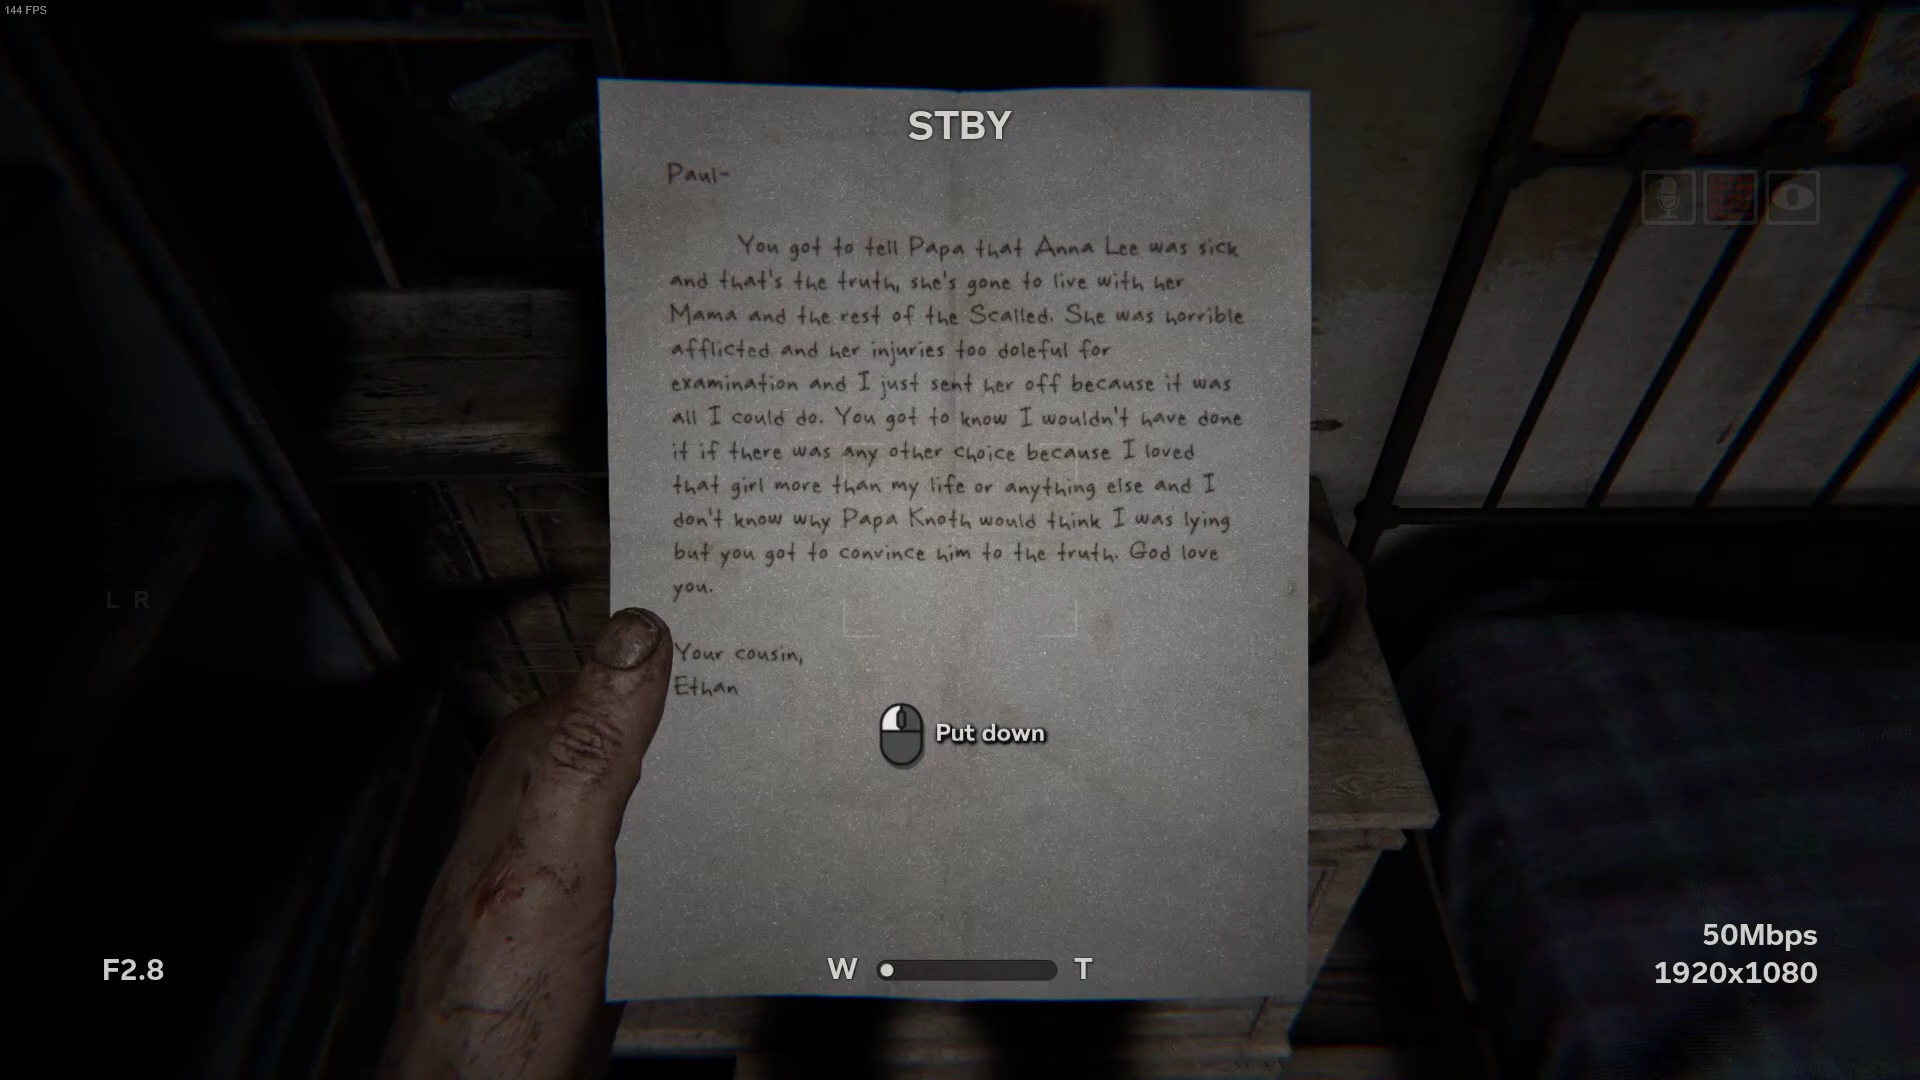 144 FPS
STBY
Paul-
You got to tell Papa that Anna Lee was sick
and that's the truth, she's gone to live with her
Mama and the rest of the Scalled. She was horrible
afflicted and her injuries too doleful for
examination and I just sent her off because it was
all I could do. You got to know I wouldn't have done
it if there was any other choice because I loved
that girl more than my life or anything else and I
don't know why Papa Knoth would think I was lying
but you got to convince him to the truth. God love
you.
L R
Your cousin,
Ethan
Put down
50Mbps
F2.8
W T
1920x1080